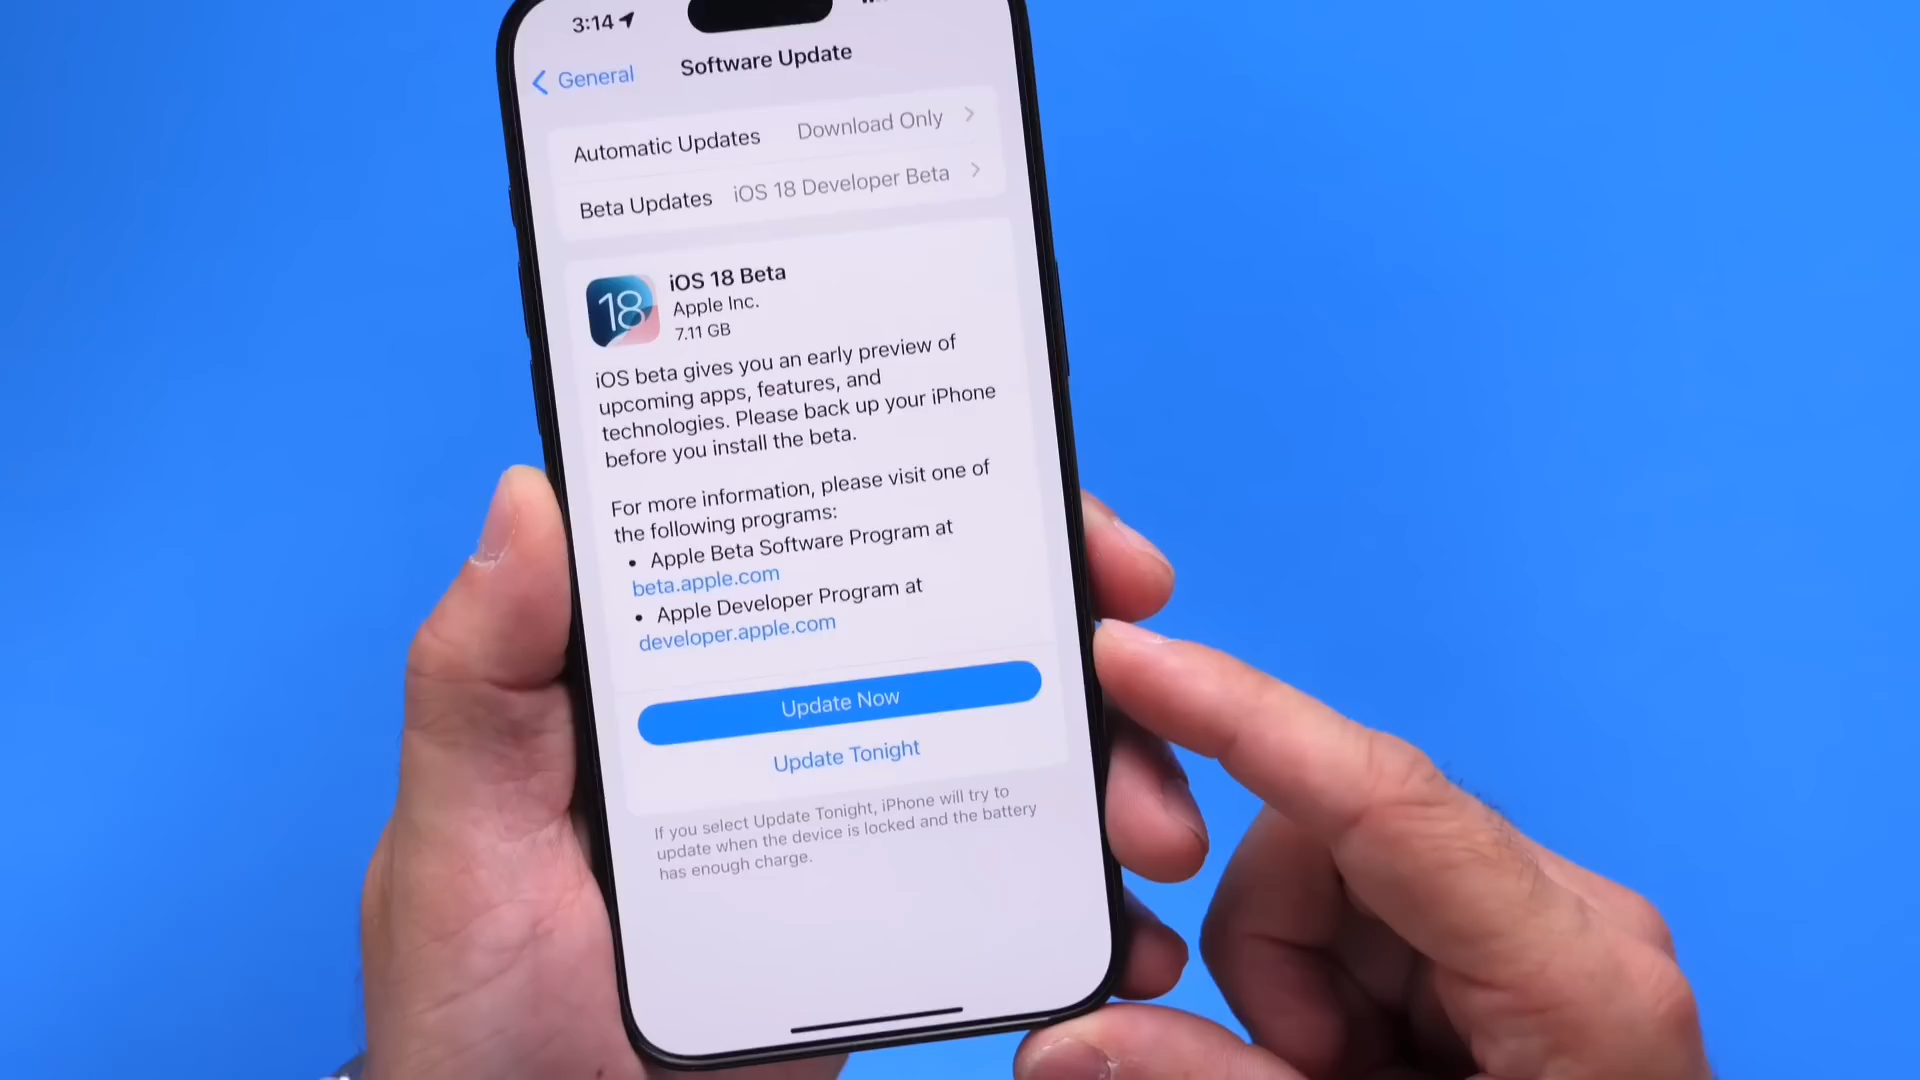 3:14
General
Software Update
Automatic Updates Download Only
Beta Updates iOS 18 Developer Beta
18
iOS 18 Beta
Apple Inc.
7.11 GB
iOS beta gives you an early preview of
upcoming apps, features, and
technologies. Please back up your iPhone
before you install the beta.
For more information, please visit one of
the following programs:
• Apple Beta Software Program at
beta.apple.com
• Apple Developer Program at
developer.apple.com
Update Now
Update Tonight
If you select Update Tonight, iPhone will try to
update when the device is locked and the battery
has enough charge.